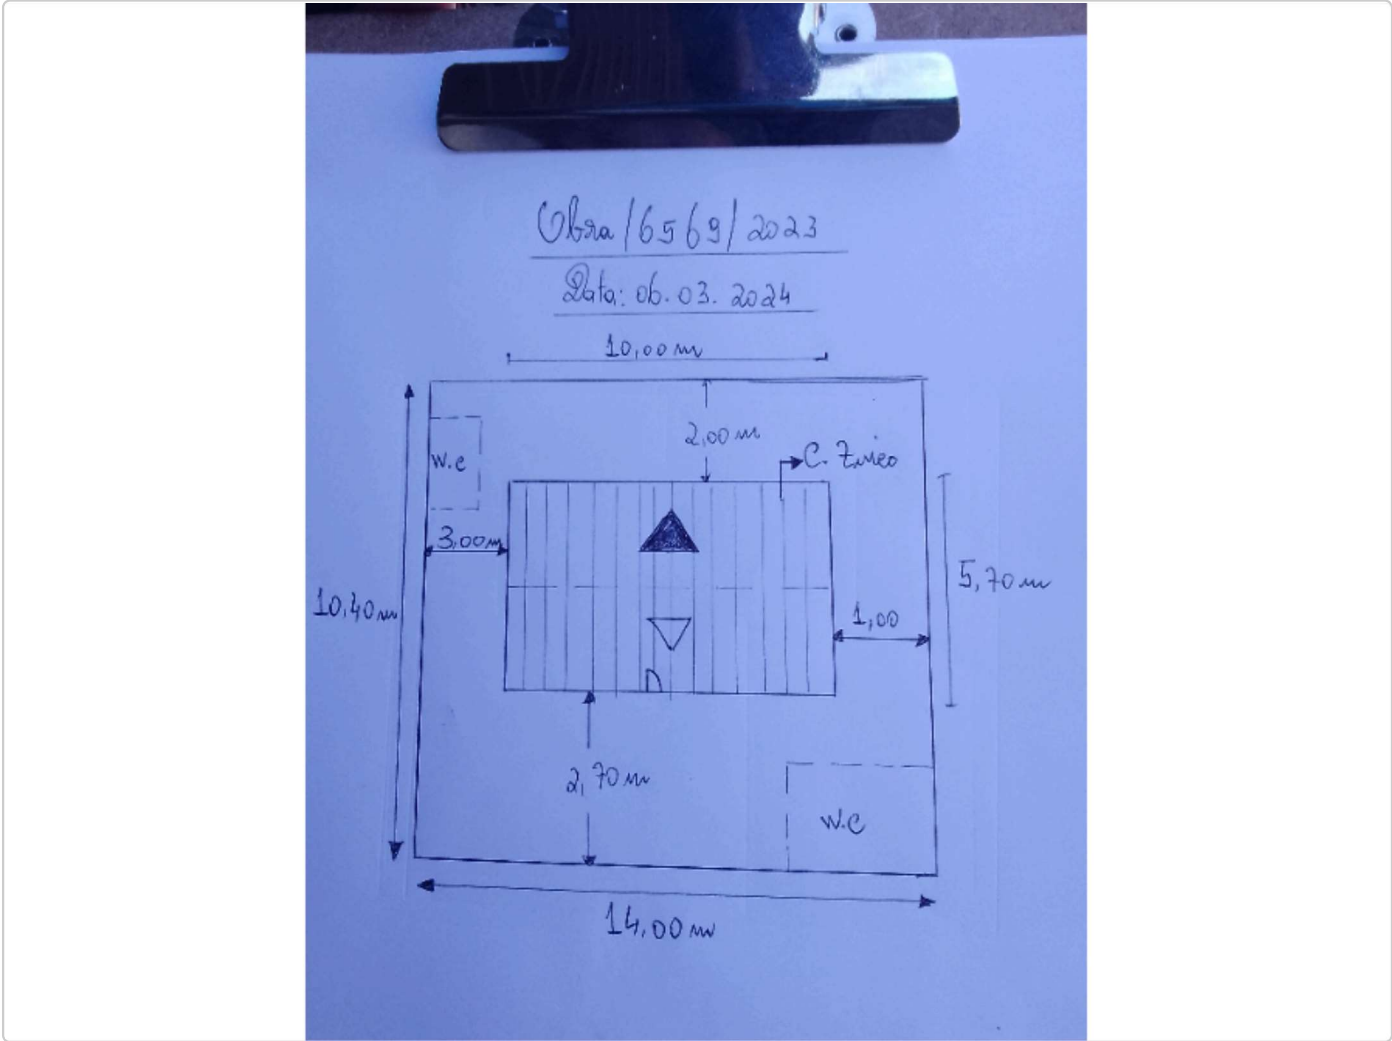 Obra/6569/2023
Data: 06.03.2024
10,00m
2,00m
W.c
C. Zinco
3,00m
5,70m
10,40m
1,00
2,70m
W.C
14,00m